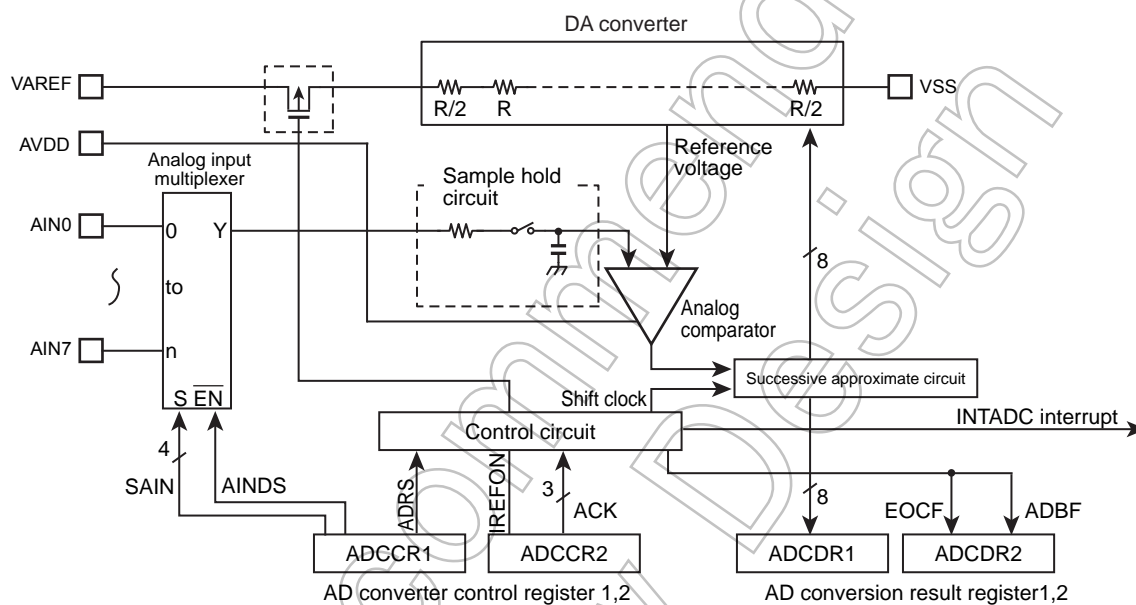 DA converter
VAREF
VSS
R/2
R
R/2
AVDD
Analog input
multiplexer
Reference
voltage
Sample hold
circuit
AIN0
0
Y
8
to
Analog
comparator
AIN7
n
Successive approximate circuit
S EN
Shift clock
INTADC interrupt
Control circuit
4
SAIN
AINDS
ADRS
IREFON
3
ACK
8
EOCF
ADBF
ADCCR1
ADCCR2
ADCDR1
ADCDR2
AD converter control register 1,2
AD conversion result register1,2
commend
Design